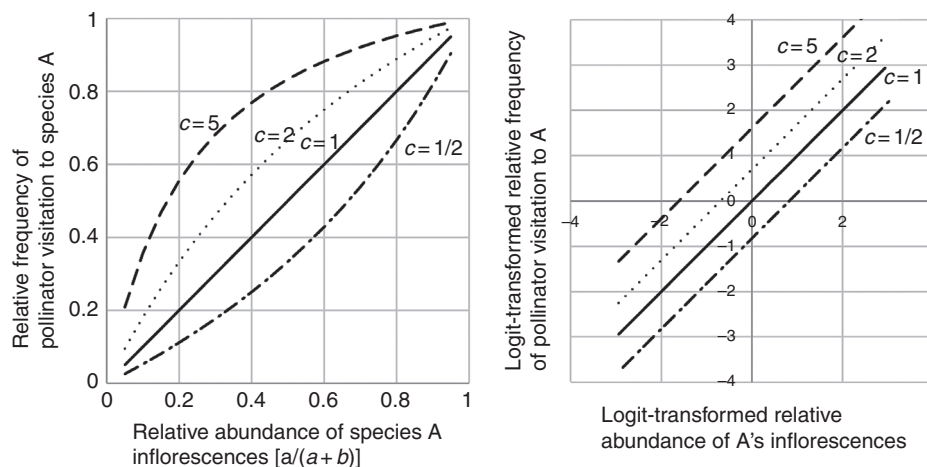 Relative frequency of
pollinator visitation to species A
1
0.8
0.6
0.4
0.2
0
0
0.2
0.4
0.6
0.8
1
c=5
c=2
c=1
c=1/2
Relative abundance of species A
inflorescences [a/(a+b)]
Logit-transformed relative frequency
of pollinator visitation to A
4
3
2
1
0
−1
−2
−3
−4
−4
−2
0
2
c=5
c=2
c=1
c=1/2
Logit-transformed relative
abundance of A's inflorescences